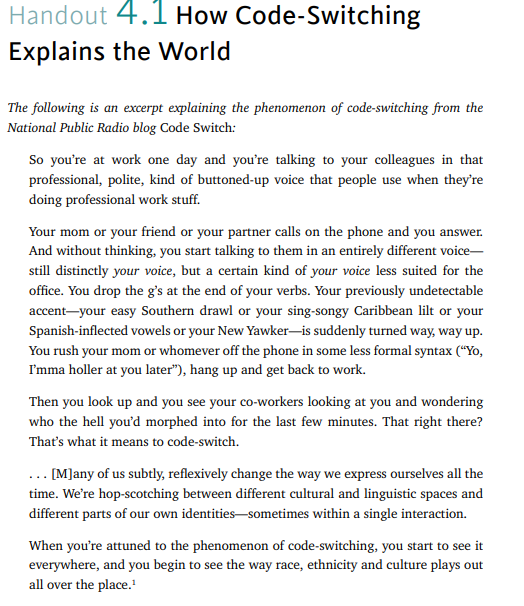 Handout 4.1 How Code-Switching
Explains the World
The following is an excerpt explaining the phenomenon of code-switching from the
National Public Radio blog Code Switch:
So you’re at work one day and you’re talking to your colleagues in that
professional, polite, kind of buttoned-up voice that people use when they’re
doing professional work stuff.
Your mom or your friend or your partner calls on the phone and you answer.
And without thinking, you start talking to them in an entirely different voice—
still distinctly your voice, but a certain kind of your voice less suited for the
office. You drop the g’s at the end of your verbs. Your previously undetectable
accent—your easy Southern drawl or your sing-songy Caribbean lilt or your
Spanish-inflected vowels or your New Yawker—is suddenly turned way, way up.
You rush your mom or whomever off the phone in some less formal syntax (“Yo,
I’mma holler at you later”), hang up and get back to work.
Then you look up and you see your co-workers looking at you and wondering
who the hell you’d morphed into for the last few minutes. That right there?
That’s what it means to code-switch.
. . . [M]any of us subtly, reflexively change the way we express ourselves all the
time. We’re hop-scotching between different cultural and linguistic spaces and
different parts of our own identities—sometimes within a single interaction.
When you’re attuned to the phenomenon of code-switching, you start to see it
everywhere, and you begin to see the way race, ethnicity and culture plays out
all over the place.¹